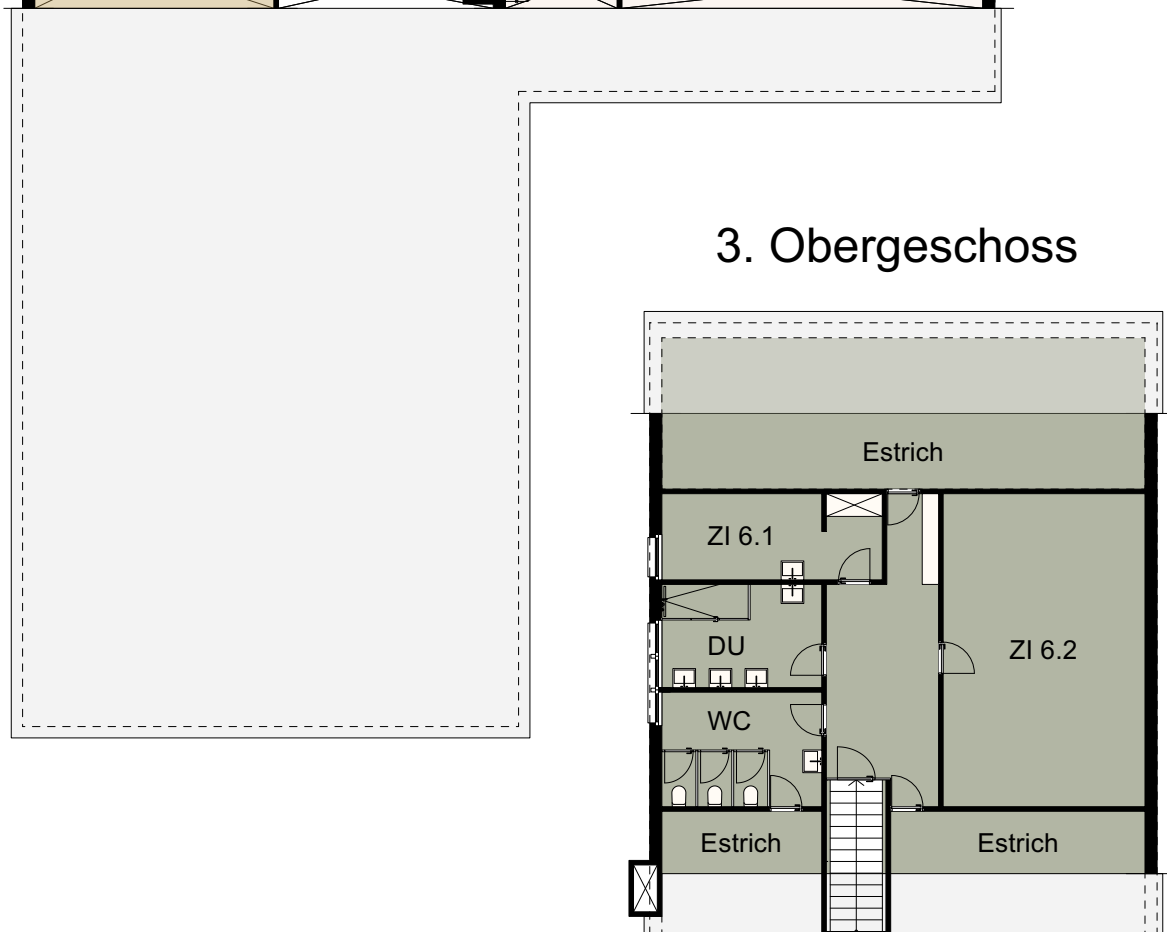 3. Obergeschoss
Estrich
ZI 6.1
DU
ZI 6.2
WC
Estrich
Estrich